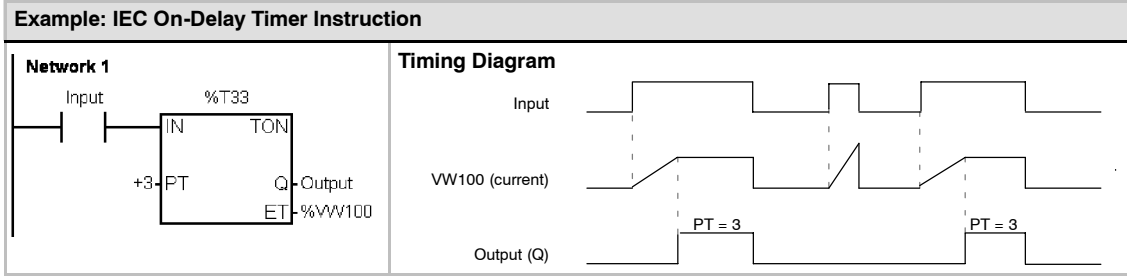 Example: IEC On-Delay Timer Instruction
Network 1
Input %T33
IN TON
+3 PT Q Output
ET %VW100
Timing Diagram
Input
VW100 (current)
PT = 3 PT = 3
Output (Q)